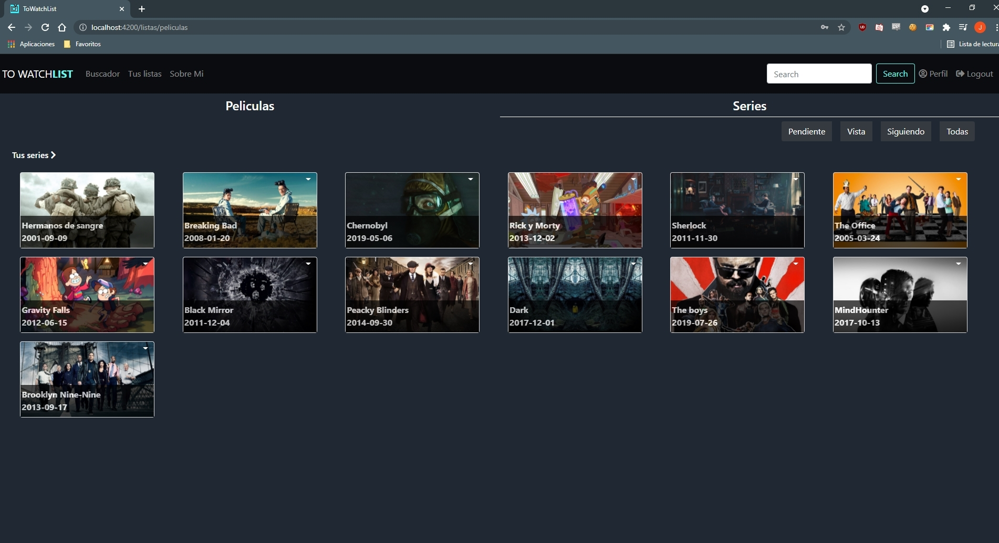 ToWatchList
localhost:4200/listas/peliculas
Aplicaciones Favoritos Lista de lectura
TO WATCHLIST Buscador Tus listas Sobre Mi Search Search Perfil Logout
Peliculas Series
Pendiente Vista Siguiendo Todas
Tus series
Hermanos de sangre
2001-09-09
Breaking Bad
2008-01-20
Chernobyl
2019-05-06
Rick y Morty
2013-12-02
Sherlock
2011-11-30
The Office
2005-03-24
Gravity Falls
2012-06-15
Black Mirror
2011-12-04
Peacky Blinders
2014-09-30
Dark
2017-12-01
The boys
2019-07-26
MindHounter
2017-10-13
Brooklyn Nine-Nine
2013-09-17